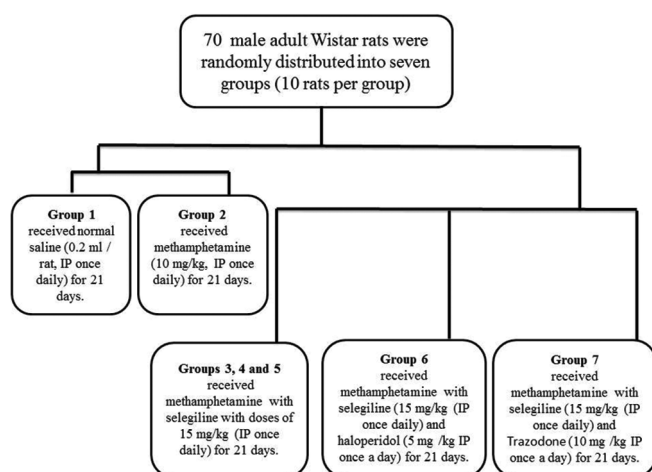 70 male adult Wistar rats were
randomly distributed into seven
groups (10 rats per group)
Group 1
received normal
saline (0.2 ml /
rat, IP once
daily) for 21
days.
Group 2
received
methamphetamine
(10 mg/kg, IP once
daily) for 21 days.
Groups 3, 4 and 5
received
methamphetamine with
selegiline with doses of
15 mg/kg (IP once
daily) for 21 days.
Group 6
received
methamphetamine with
selegiline (15 mg/kg (IP
once daily) and
haloperidol (5 mg /kg IP
once a day) for 21 days.
Group 7
received
methamphetamine with
selegiline (15 mg/kg (IP
once daily) and
Trazodone (10 mg /kg IP
once a day) for 21 days.